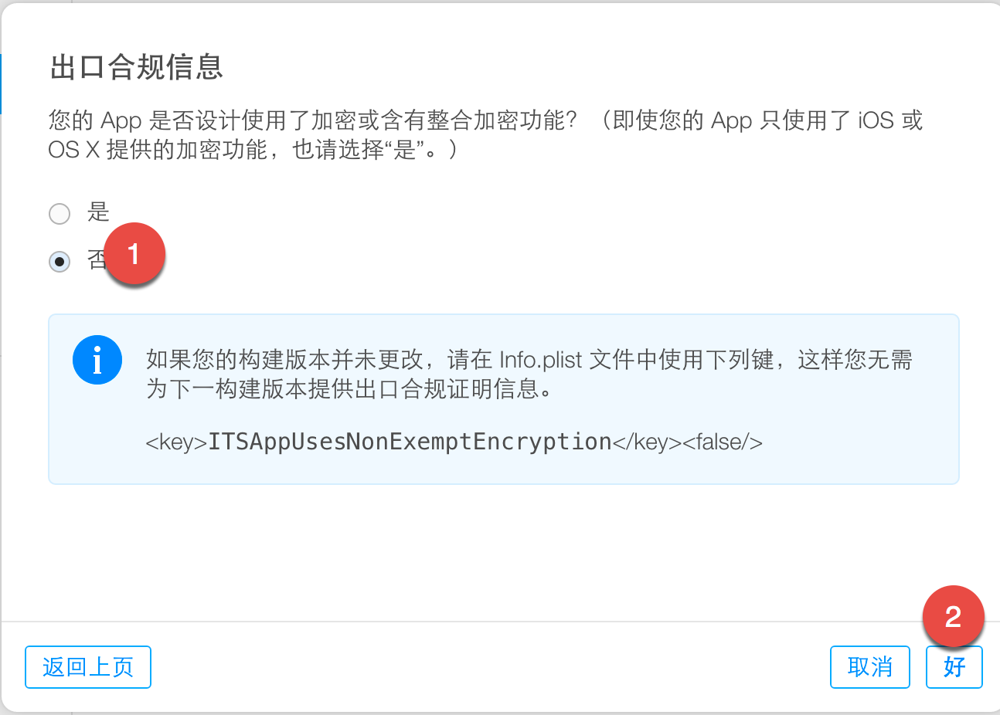 出口合规信息
您的 App 是否设计使用了加密或含有整合加密功能？（即使您的 App 只使用了 iOS 或
OS X 提供的加密功能，也请选择“是”。）
是
否
1
如果您的构建版本并未更改，请在 Info.plist 文件中使用下列键，这样您无需
为下一构建版本提供出口合规证明信息。
<key>ITSAppUsesNonExemptEncryption</key><false/>
2
返回上页
取消
好